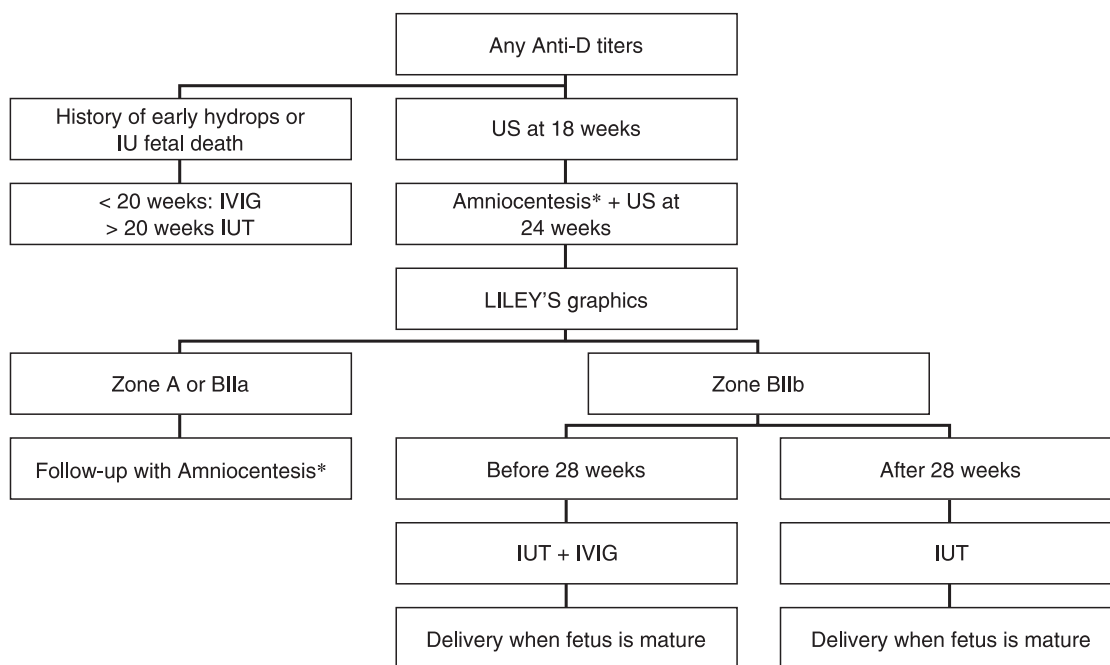 Any Anti-D titers
History of early hydrops or
IU fetal death
US at 18 weeks
< 20 weeks: IVIG
> 20 weeks IUT
Amniocentesis* + US at
24 weeks
LILEY'S graphics
Zone A or BIIa
Zone BIIb
Follow-up with Amniocentesis*
Before 28 weeks
After 28 weeks
IUT + IVIG
IUT
Delivery when fetus is mature
Delivery when fetus is mature